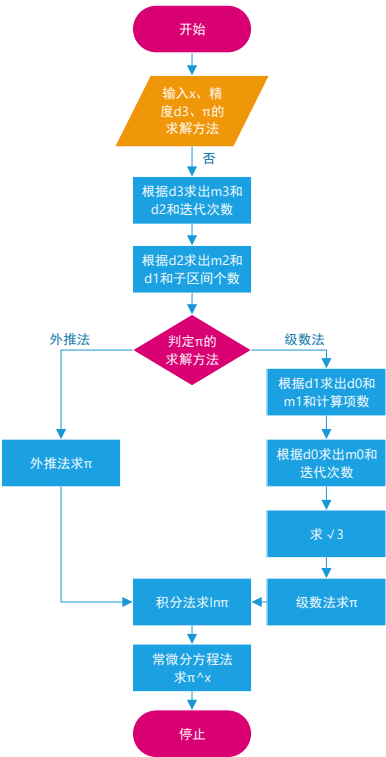 开始
输入x、精
度d3、π的
求解方法
否
根据d3求出m3和
d2和迭代次数
根据d2求出m2和
d1和子区间个数
判定π的
求解方法
外推法
级数法
根据d1求出d0和
m1和计算项数
外推法求π
根据d0求出m0和
迭代次数
求√3
积分法求lnπ
级数法求π
常微分方程法
求π^x
停止